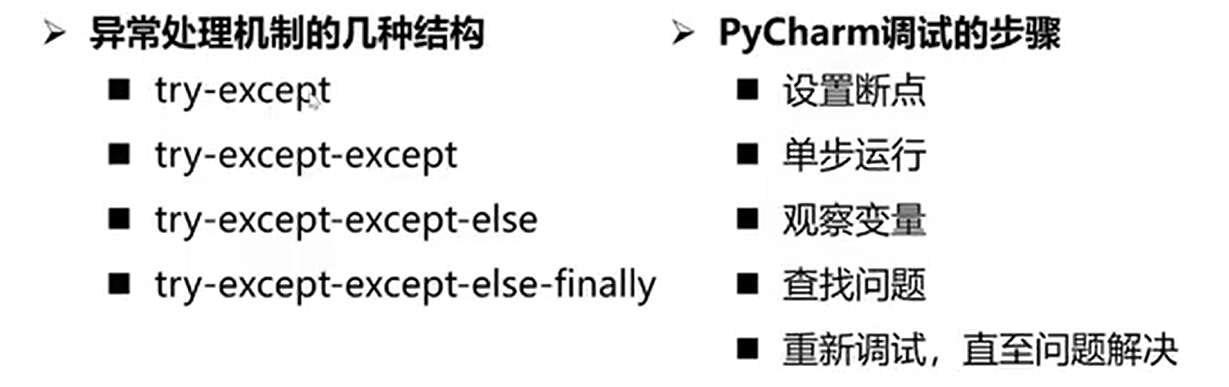 异常处理机制的几种结构
try-except
try-except-except
try-except-except-else
try-except-except-else-finally
PyCharm调试的步骤
设置断点
单步运行
观察变量
查找问题
重新调试，直至问题解决